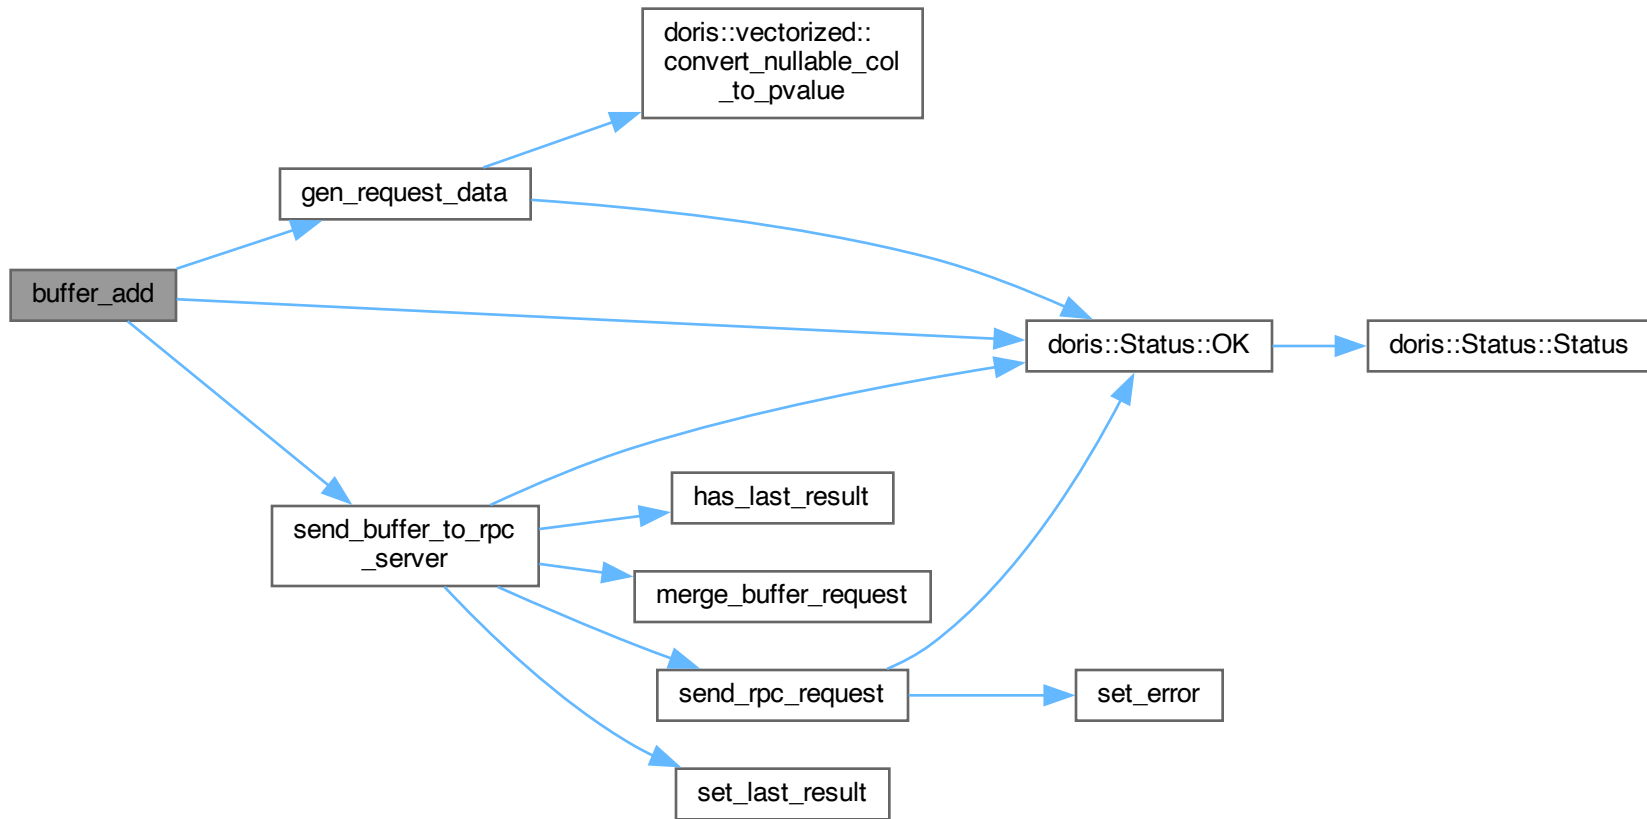 doris::vectorized::
convert_nullable_col
_to_pvalue
gen_request_data
buffer_add
doris::Status::OK
doris::Status::Status
has_last_result
send_buffer_to_rpc
_server
merge_buffer_request
send_rpc_request
set_error
set_last_result